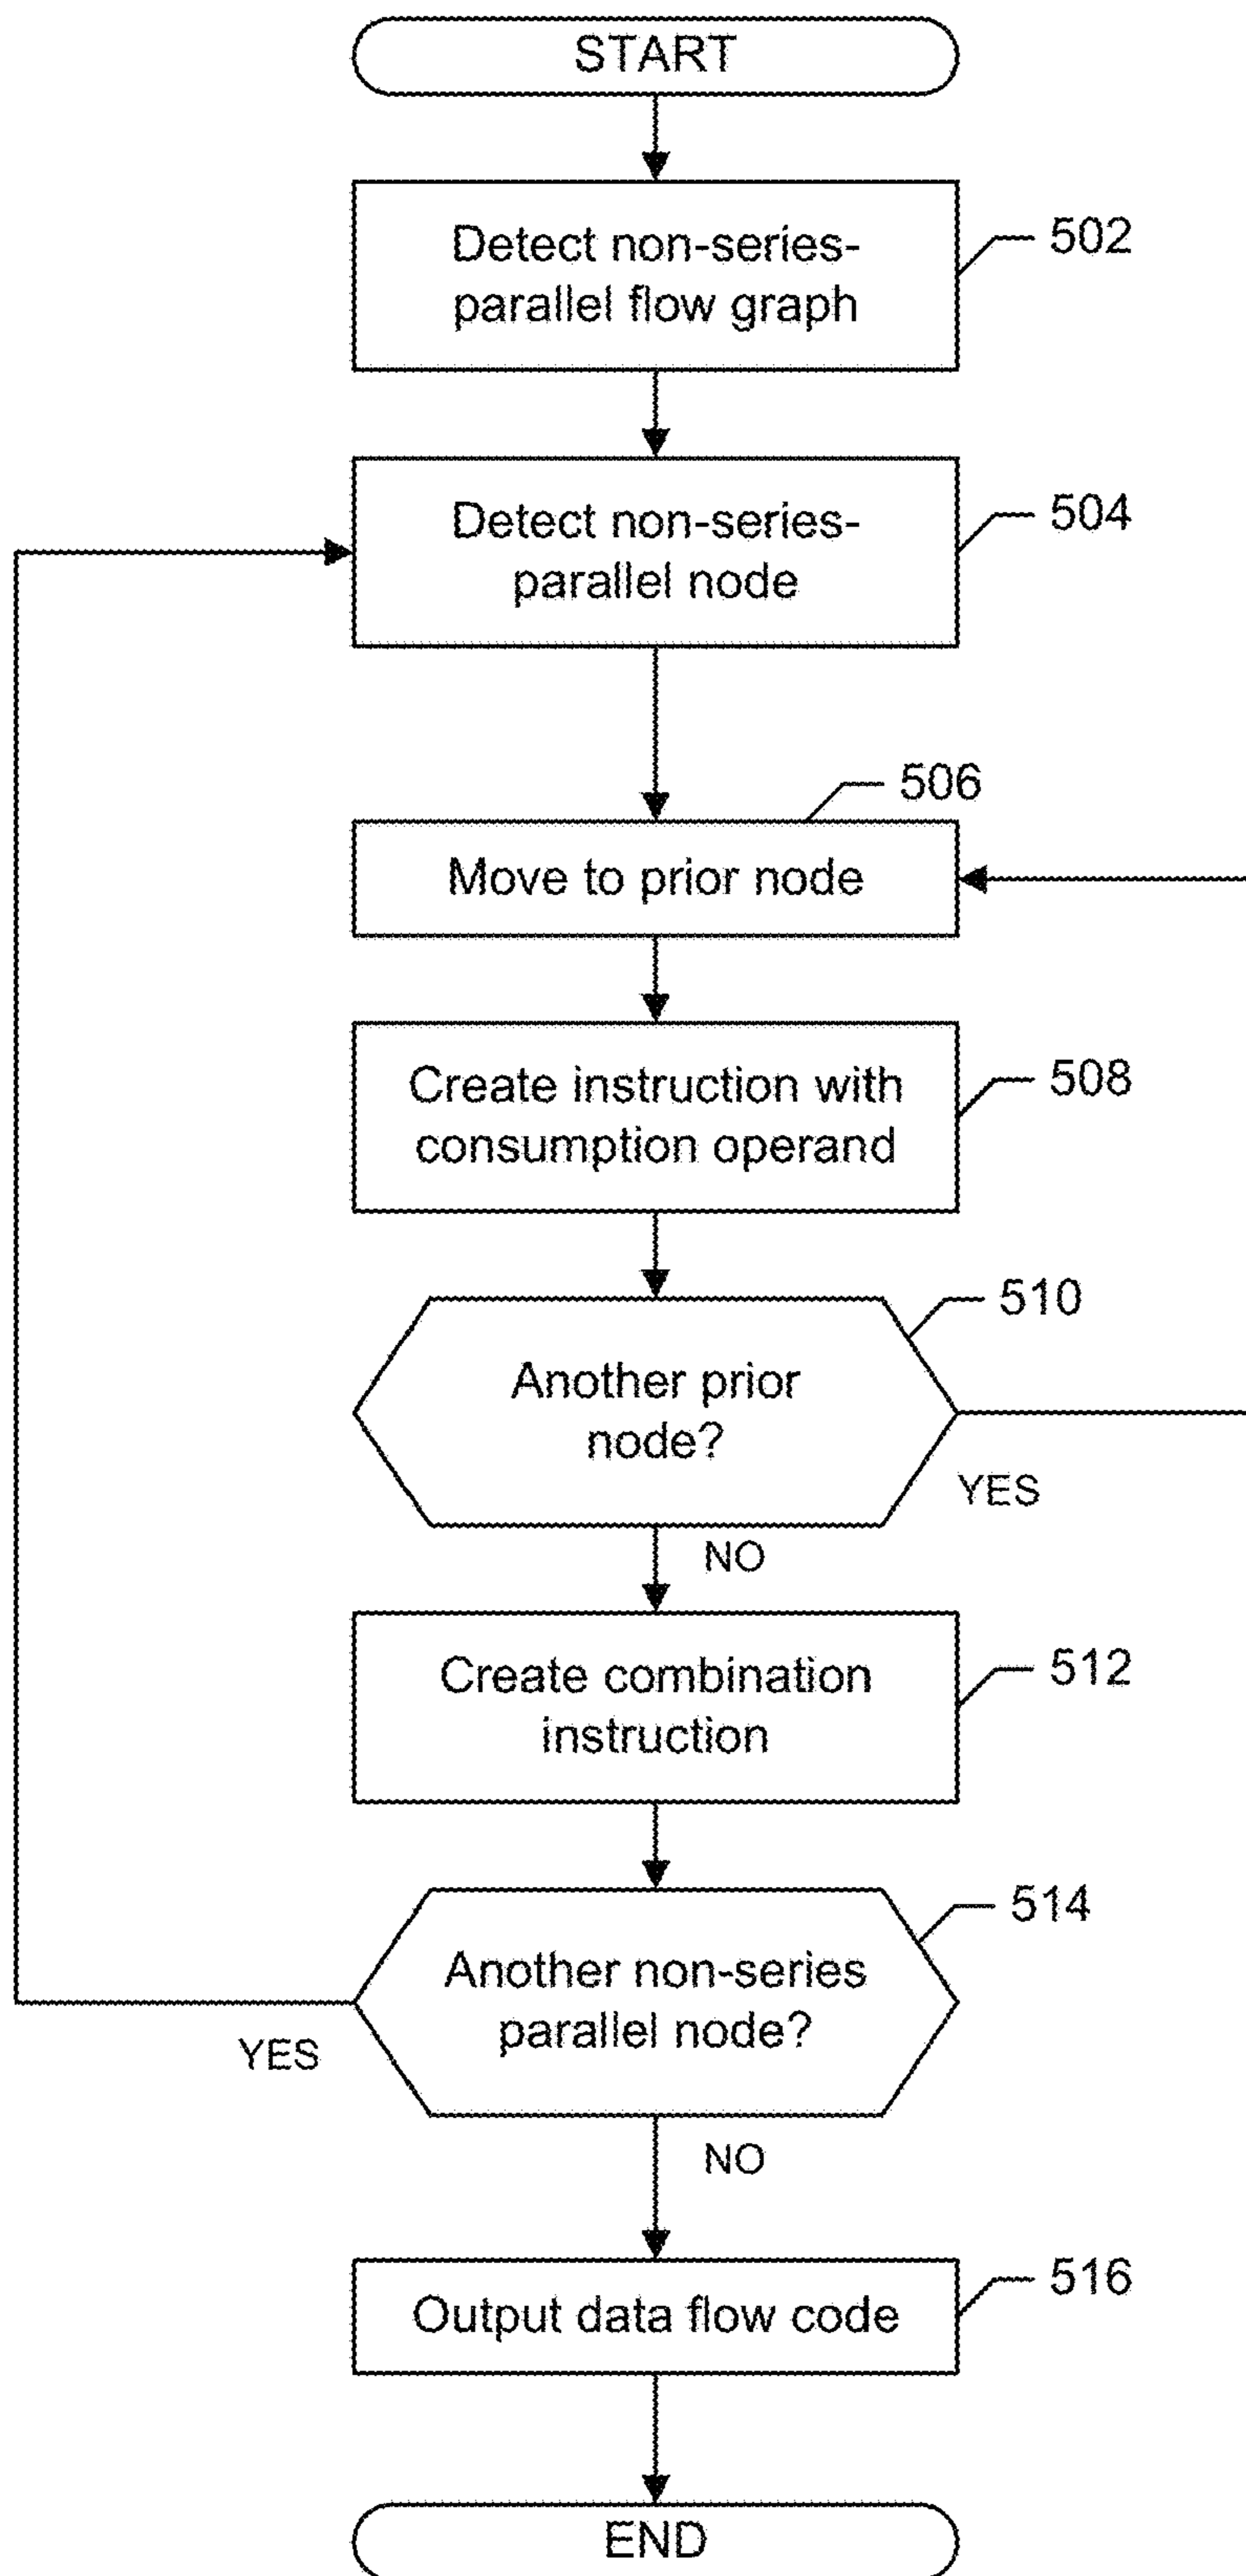 START
Detect non-series-
parallel flow graph
502
Detect non-series-
parallel node
504
506
Move to prior node
Create instruction with
consumption operand
508
510
Another prior
node?
YES
NO
Create combination
instruction
512
514
Another non-series
parallel node?
YES
NO
516
Output data flow code
END